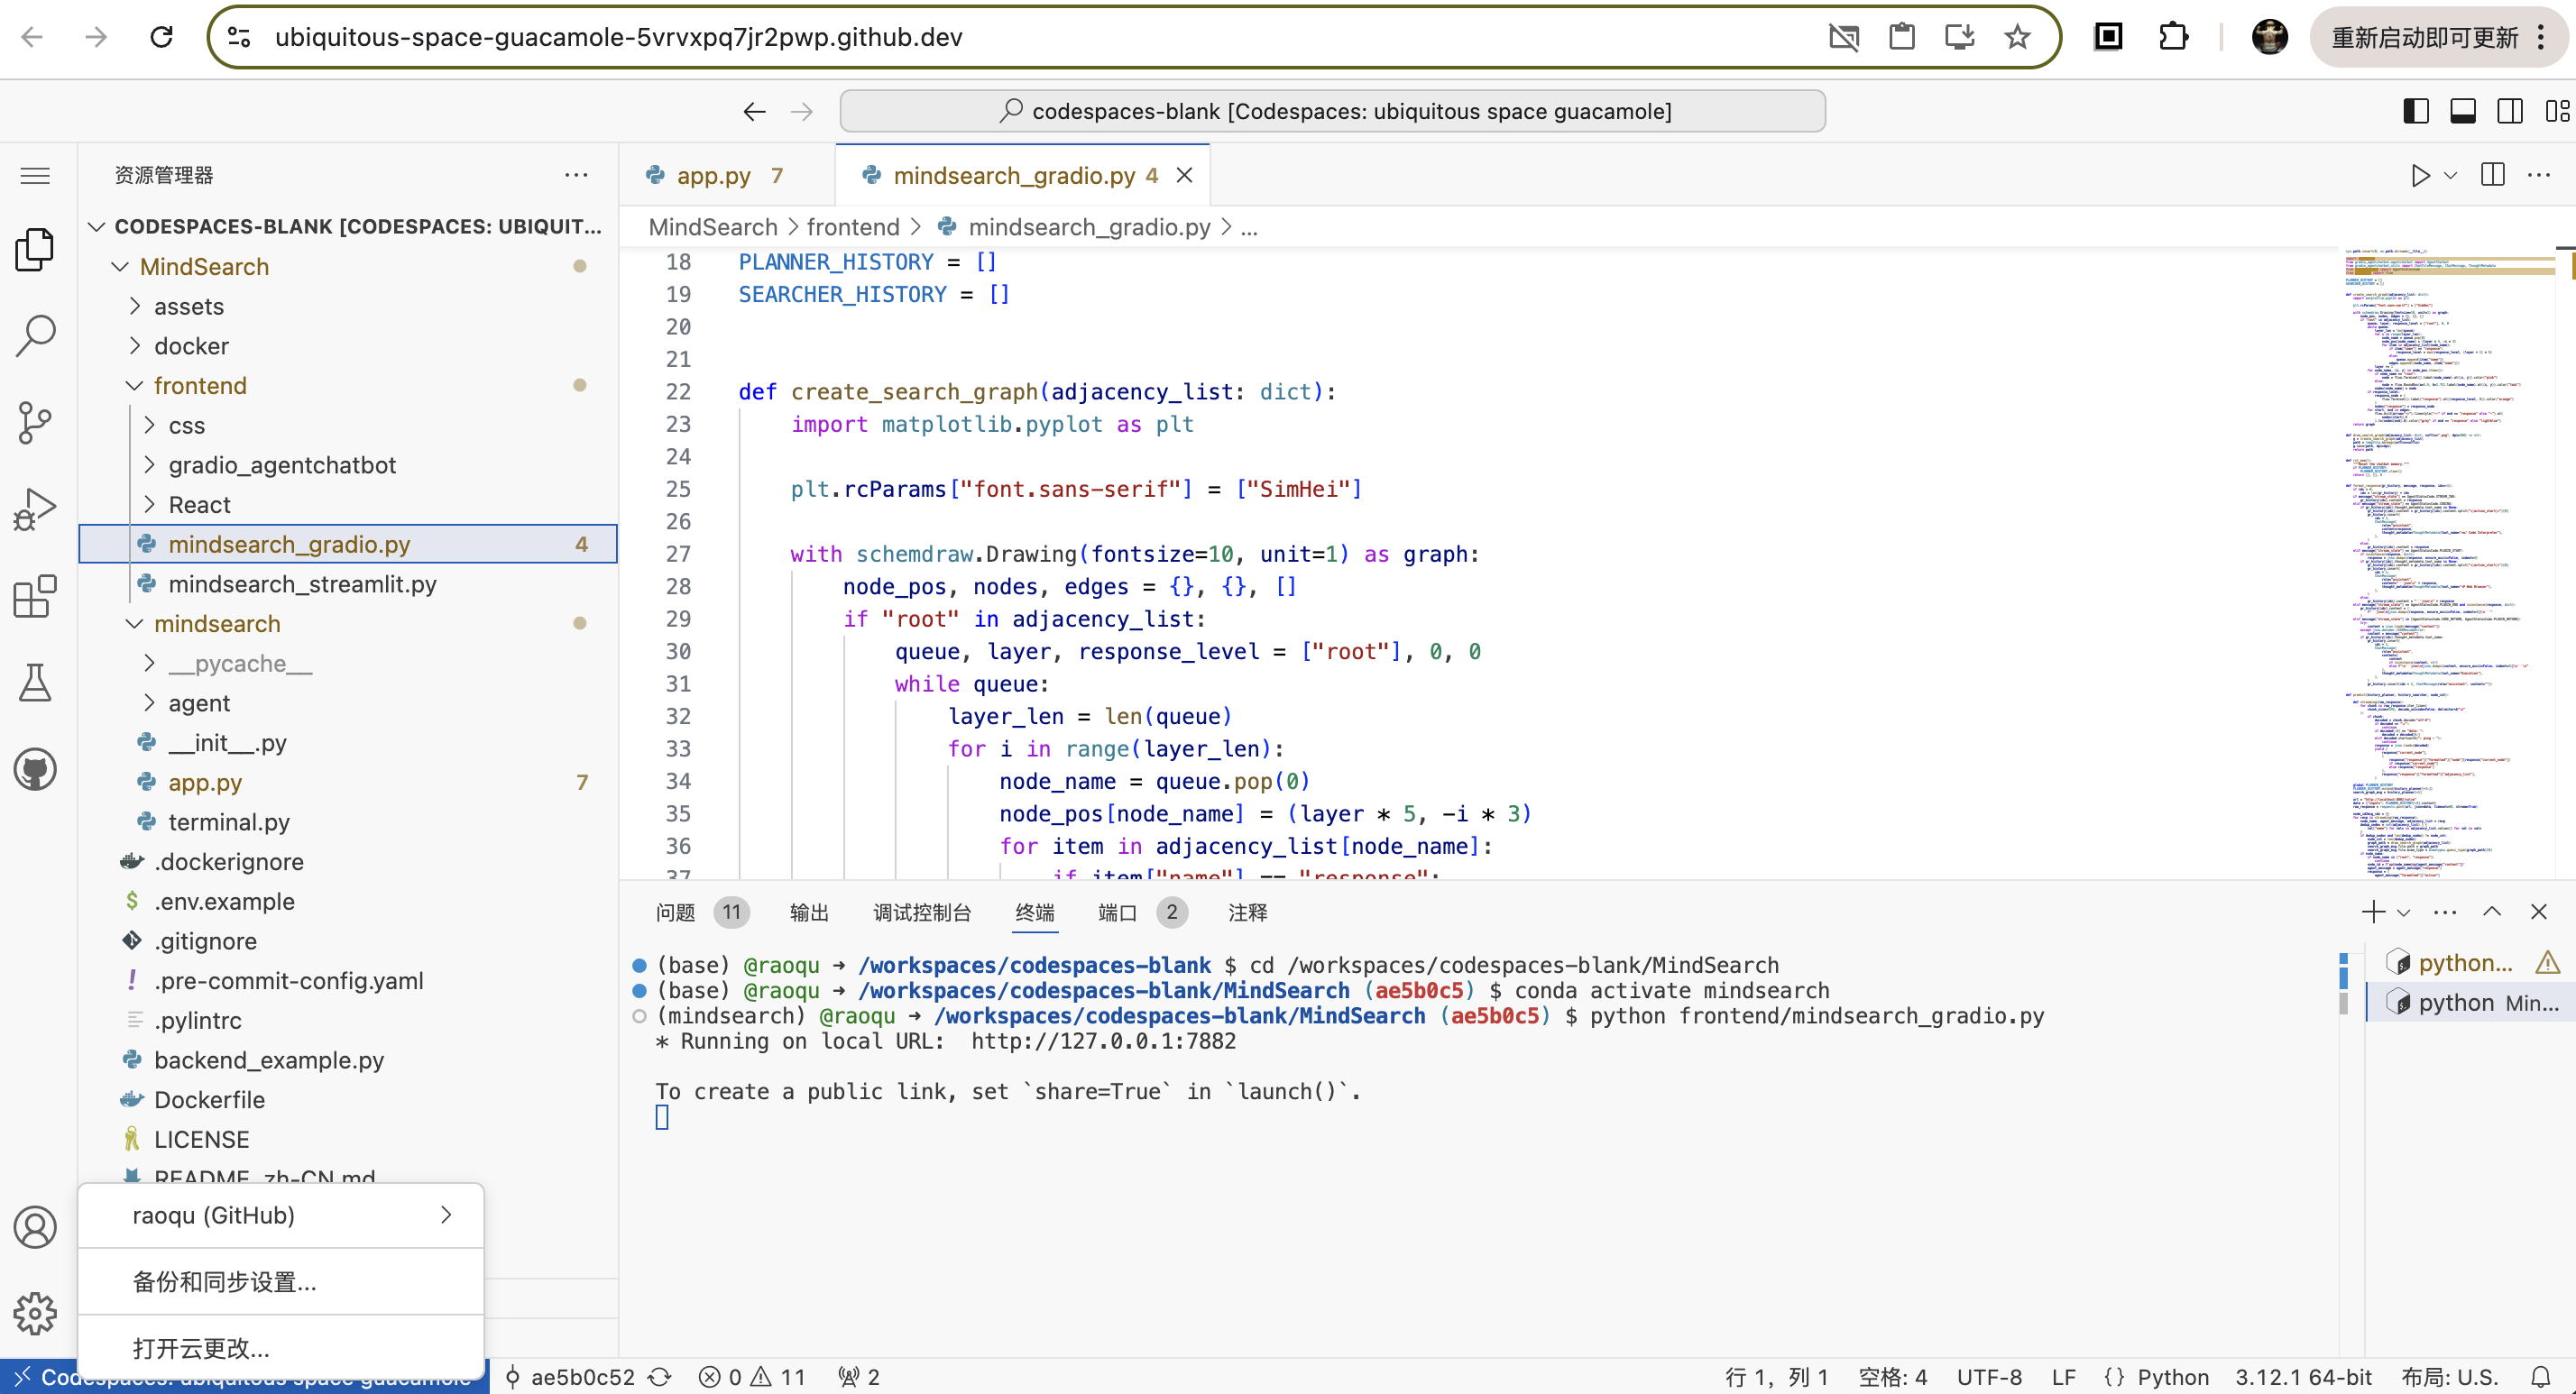 ubiquitous-space-guacamole-5vrvxpq7jr2pwp.github.dev
重新启动即可更新
codespaces-blank [Codespaces: ubiquitous space guacamole]
资源管理器
CODESPACES-BLANK [CODESPACES: UBIQUIT...
MindSearch
assets
docker
frontend
css
gradio_agentchatbot
React
mindsearch_gradio.py 4
mindsearch_streamlit.py
mindsearch
__pycache__
agent
__init__.py
app.py 7
terminal.py
.dockerignore
.env.example
.gitignore
.pre-commit-config.yaml
.pylintrc
backend_example.py
Dockerfile
LICENSE
README_zh-CN.md
raoqu (GitHub)
备份和同步设置...
打开云更改...
app.py 7
mindsearch_gradio.py 4
MindSearch > frontend > mindsearch_gradio.py > ...
18 PLANNER_HISTORY = []
19 SEARCHER_HISTORY = []
20
21
22 def create_search_graph(adjacency_list: dict):
23 import matplotlib.pyplot as plt
24
25 plt.rcParams["font.sans-serif"] = ["SimHei"]
26
27 with schemdraw.Drawing(fontsize=10, unit=1) as graph:
28 node_pos, nodes, edges = {}, {}, []
29 if "root" in adjacency_list:
30 queue, layer, response_level = ["root"], 0, 0
31 while queue:
32 layer_len = len(queue)
33 for i in range(layer_len):
34 node_name = queue.pop(0)
35 node_pos[node_name] = (layer * 5, -i * 3)
36 for item in adjacency_list[node_name]:
37 if item["name"] == "response":
问题 11 输出 调试控制台 终端 端口 2 注释
(base) @raoqu ➜ /workspaces/codespaces-blank $ cd /workspaces/codespaces-blank/MindSearch
(base) @raoqu ➜ /workspaces/codespaces-blank/MindSearch (ae5b0c5) $ conda activate mindsearch
(mindsearch) @raoqu ➜ /workspaces/codespaces-blank/MindSearch (ae5b0c5) $ python frontend/mindsearch_gradio.py
* Running on local URL:  http://127.0.0.1:7882
To create a public link, set `share=True` in `launch()`.
python...
python Min...
Codespaces: ubiquitous space guacamole
ae5b0c52 0 11 2
行 1，列 1 空格: 4 UTF-8 LF {} Python 3.12.1 64-bit 布局: U.S.